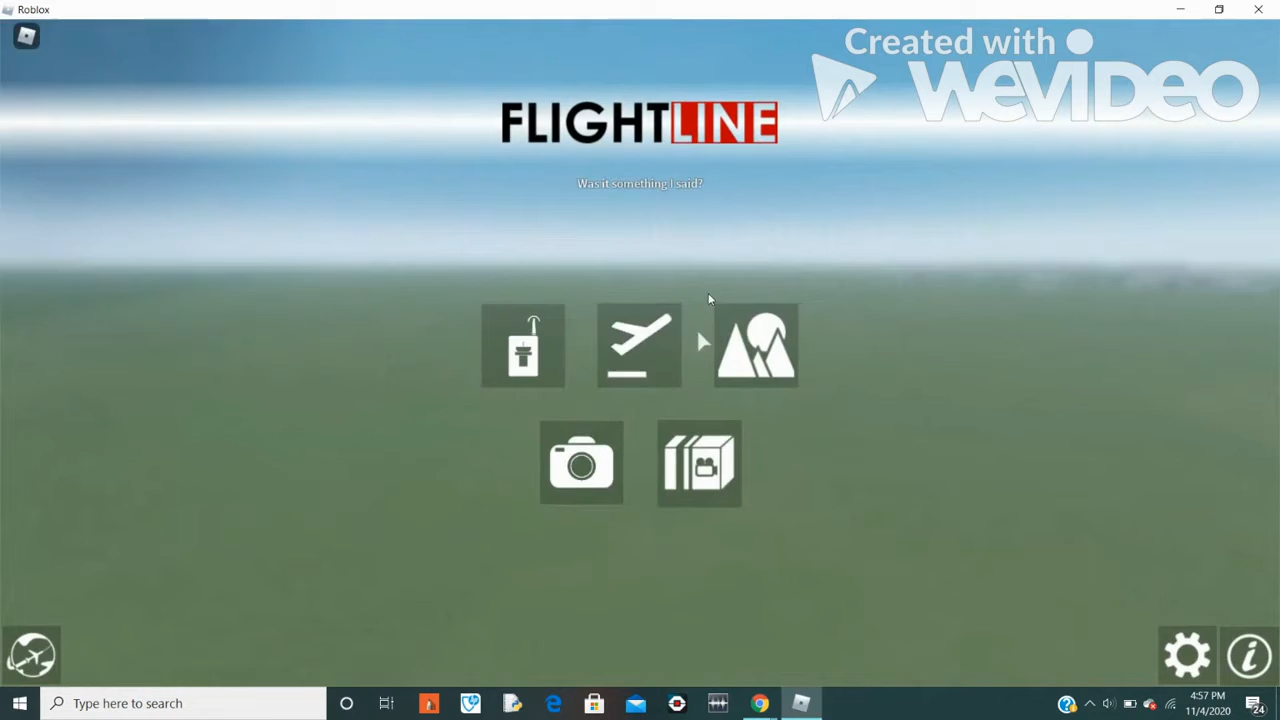 Roblox
Created with
WEVIDEO
FLIGHTLINE
Was it something I said?
Type here to search
4:57 PM
11/4/2020
24